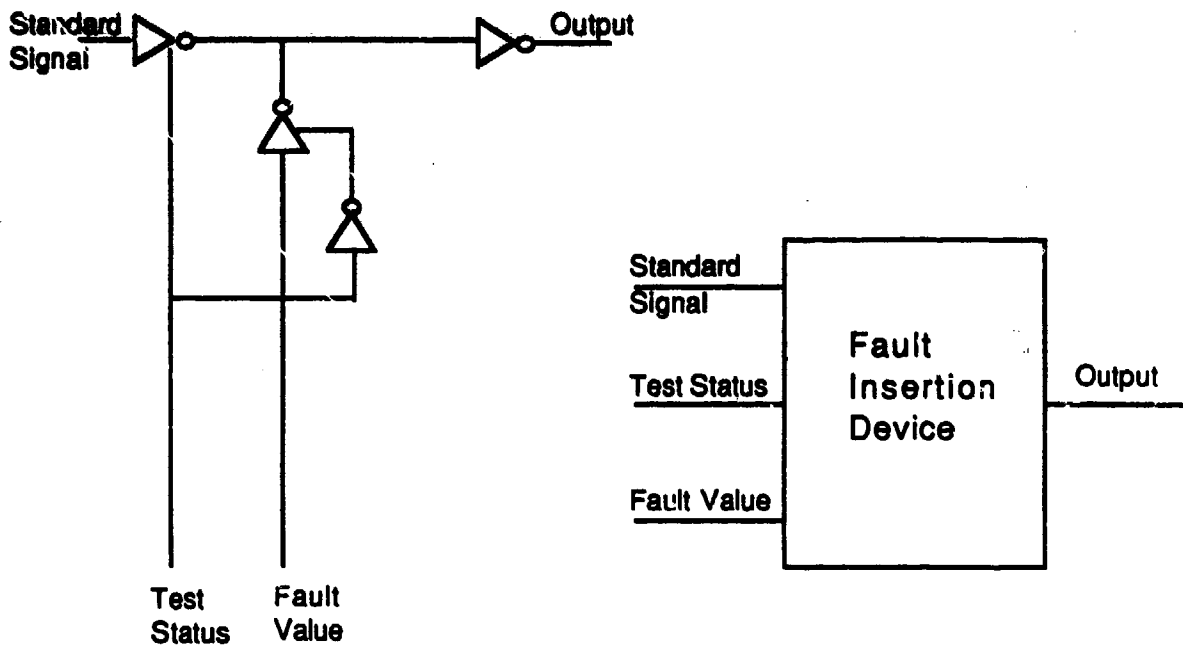 Standard
Signal
Output
Test
Status
Fault
Value
Standard
Signal
Test Status
Fault Value
Fault
Insertion
Device
Output